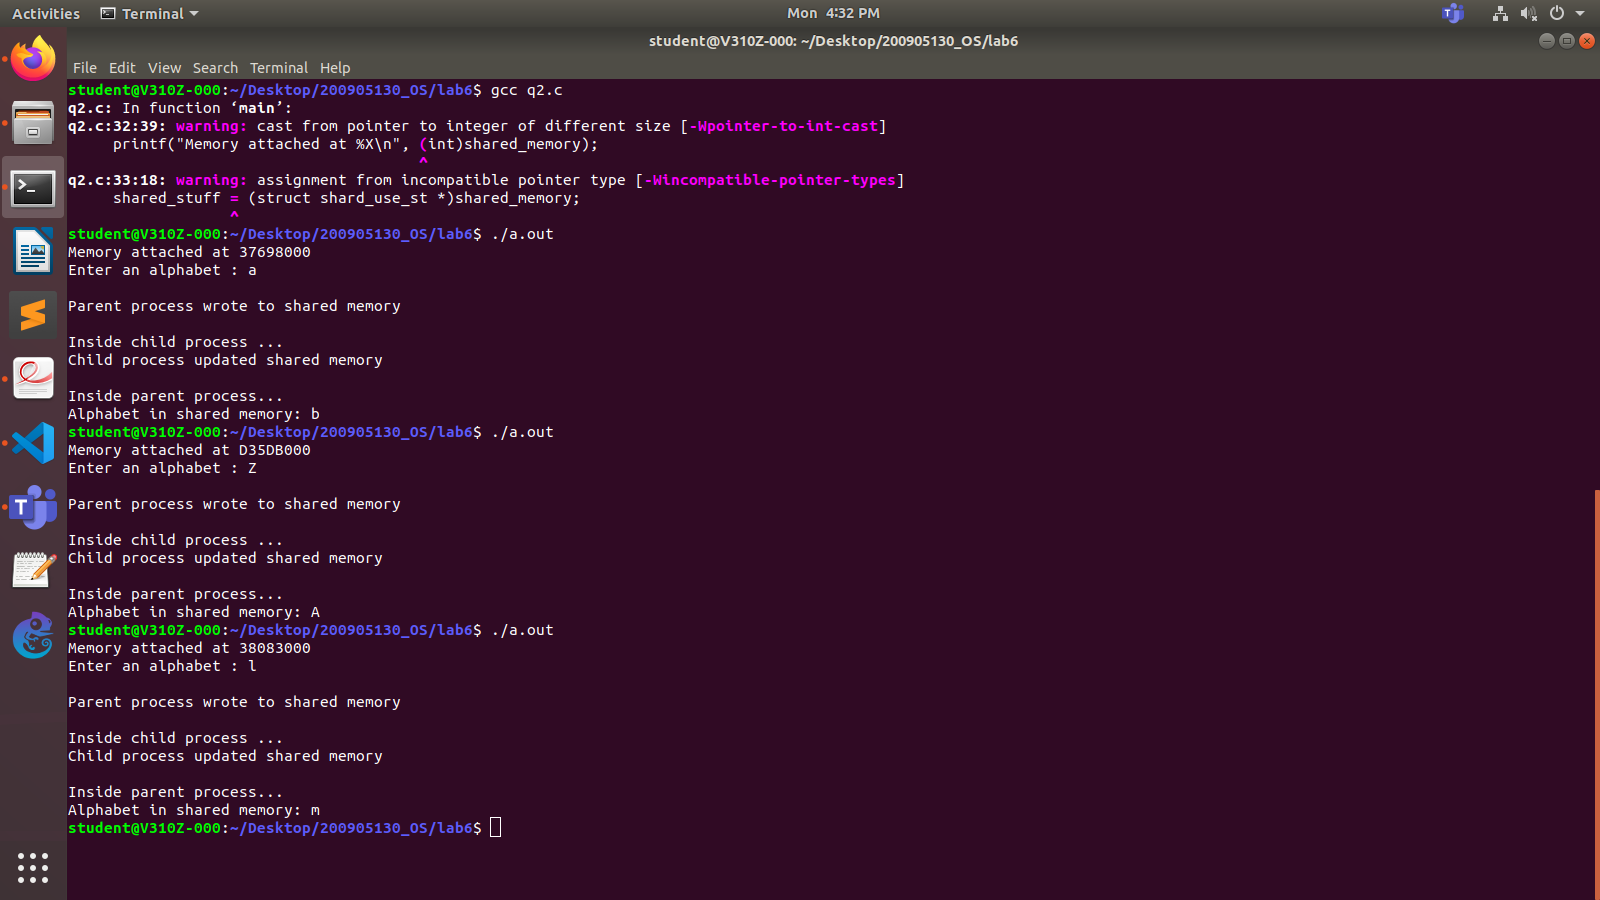 Activities Terminal Mon 4:32 PM
student@V310Z-000: ~/Desktop/200905130_OS/lab6
File Edit View Search Terminal Help
student@V310Z-000:~/Desktop/200905130_OS/lab6$ gcc q2.c
q2.c: In function ‘main’:
q2.c:32:39: warning: cast from pointer to integer of different size [-Wpointer-to-int-cast]
     printf("Memory attached at %X\n", (int)shared_memory);
                                       ^
q2.c:33:18: warning: assignment from incompatible pointer type [-Wincompatible-pointer-types]
     shared_stuff = (struct shard_use_st *)shared_memory;
                  ^
student@V310Z-000:~/Desktop/200905130_OS/lab6$ ./a.out
Memory attached at 37698000
Enter an alphabet : a
Parent process wrote to shared memory
Inside child process ...
Child process updated shared memory
Inside parent process...
Alphabet in shared memory: b
student@V310Z-000:~/Desktop/200905130_OS/lab6$ ./a.out
Memory attached at D35DB000
Enter an alphabet : Z
Parent process wrote to shared memory
Inside child process ...
Child process updated shared memory
Inside parent process...
Alphabet in shared memory: A
student@V310Z-000:~/Desktop/200905130_OS/lab6$ ./a.out
Memory attached at 38083000
Enter an alphabet : l
Parent process wrote to shared memory
Inside child process ...
Child process updated shared memory
Inside parent process...
Alphabet in shared memory: m
student@V310Z-000:~/Desktop/200905130_OS/lab6$